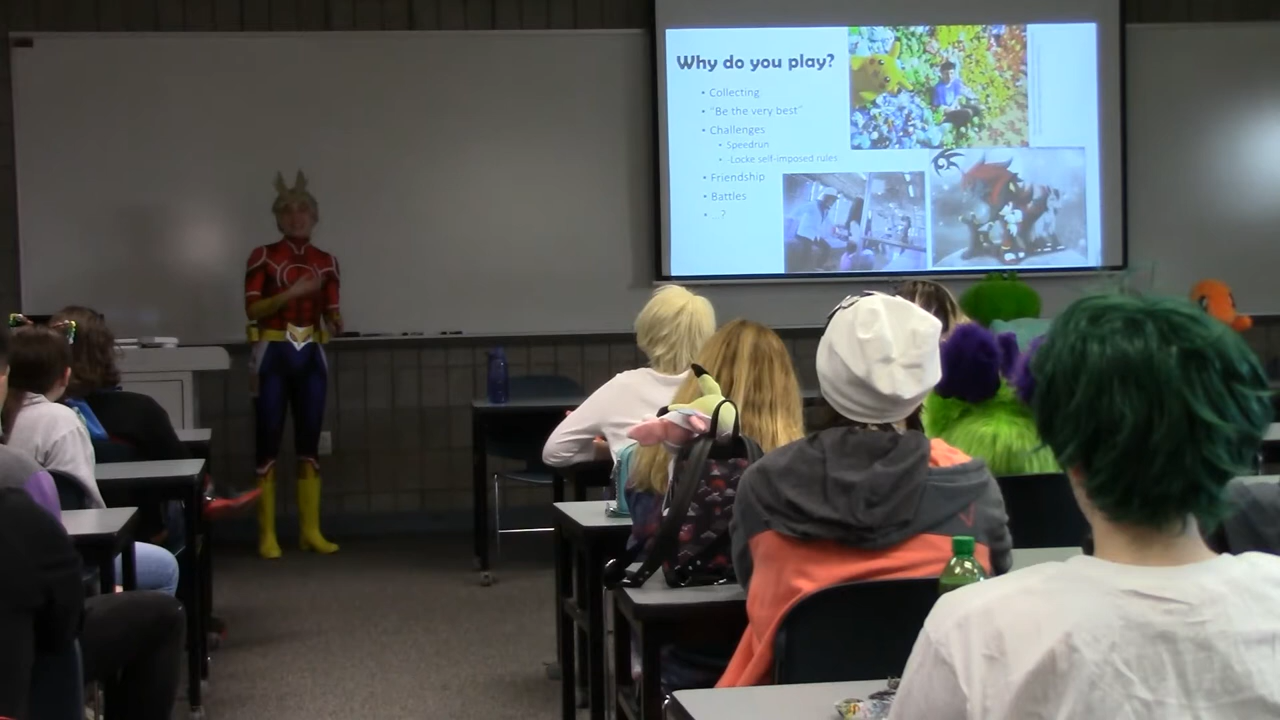 Why do you play?
• Collecting
• "Be the very best"
• Challenges
• Speedrun
• -Locke self-imposed rules
• Friendship
• Battles
• ...?